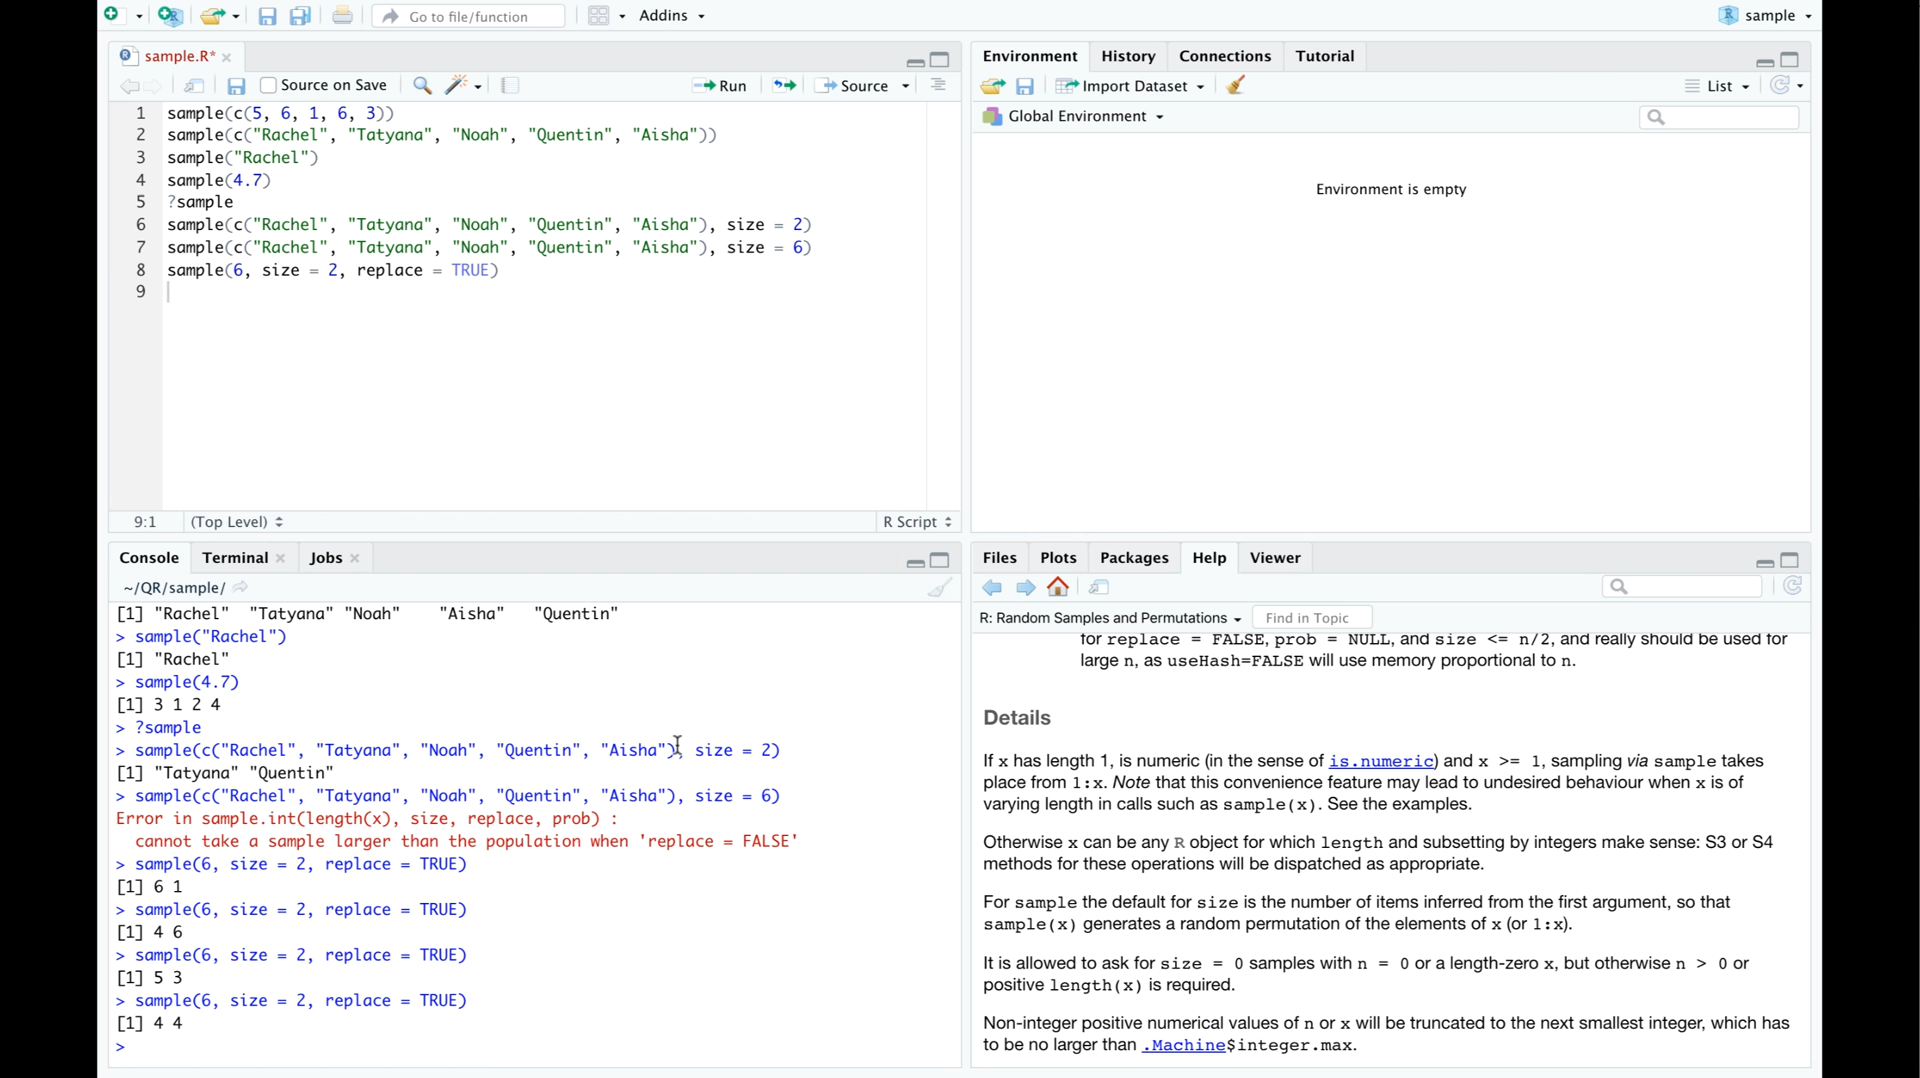 Go to file/function
Addins
sample
sample.R*
Source on Save
Run
Source
1 sample(c(5, 6, 1, 6, 3))
2 sample(c("Rachel", "Tatyana", "Noah", "Quentin", "Aisha"))
3 sample("Rachel")
4 sample(4.7)
5 ?sample
6 sample(c("Rachel", "Tatyana", "Noah", "Quentin", "Aisha"), size = 2)
7 sample(c("Rachel", "Tatyana", "Noah", "Quentin", "Aisha"), size = 6)
8 sample(6, size = 2, replace = TRUE)
9
9:1 (Top Level) R Script
Environment History Connections Tutorial
Import Dataset List
Global Environment
Environment is empty
Console Terminal Jobs
~/QR/sample/
[1] "Rachel" "Tatyana" "Noah" "Aisha" "Quentin"
> sample("Rachel")
[1] "Rachel"
> sample(4.7)
[1] 3 1 2 4
> ?sample
> sample(c("Rachel", "Tatyana", "Noah", "Quentin", "Aisha"), size = 2)
[1] "Tatyana" "Quentin"
> sample(c("Rachel", "Tatyana", "Noah", "Quentin", "Aisha"), size = 6)
Error in sample.int(length(x), size, replace, prob) :
cannot take a sample larger than the population when 'replace = FALSE'
> sample(6, size = 2, replace = TRUE)
[1] 6 1
> sample(6, size = 2, replace = TRUE)
[1] 4 6
> sample(6, size = 2, replace = TRUE)
[1] 5 3
> sample(6, size = 2, replace = TRUE)
[1] 4 4
>
Files Plots Packages Help Viewer
R: Random Samples and Permutations Find in Topic
for replace = FALSE, prob = NULL, and size <= n/2, and really should be used for
large n, as useHash=FALSE will use memory proportional to n.
Details
If x has length 1, is numeric (in the sense of is.numeric) and x >= 1, sampling via sample takes
place from 1:x. Note that this convenience feature may lead to undesired behaviour when x is of
varying length in calls such as sample(x). See the examples.
Otherwise x can be any R object for which length and subsetting by integers make sense: S3 or S4
methods for these operations will be dispatched as appropriate.
For sample the default for size is the number of items inferred from the first argument, so that
sample(x) generates a random permutation of the elements of x (or 1:x).
It is allowed to ask for size = 0 samples with n = 0 or a length-zero x, but otherwise n > 0 or
positive length(x) is required.
Non-integer positive numerical values of n or x will be truncated to the next smallest integer, which has
to be no larger than .Machine$integer.max.